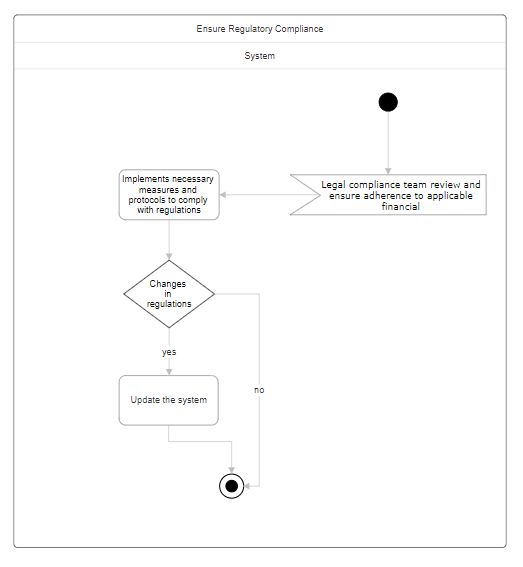 Ensure Regulatory Compliance
System
Legal compliance team review and
ensure adherence to applicable
financial
Implements necessary
measures and
protocols to comply
with regulations
Changes
in
regulations
yes
no
Update the system